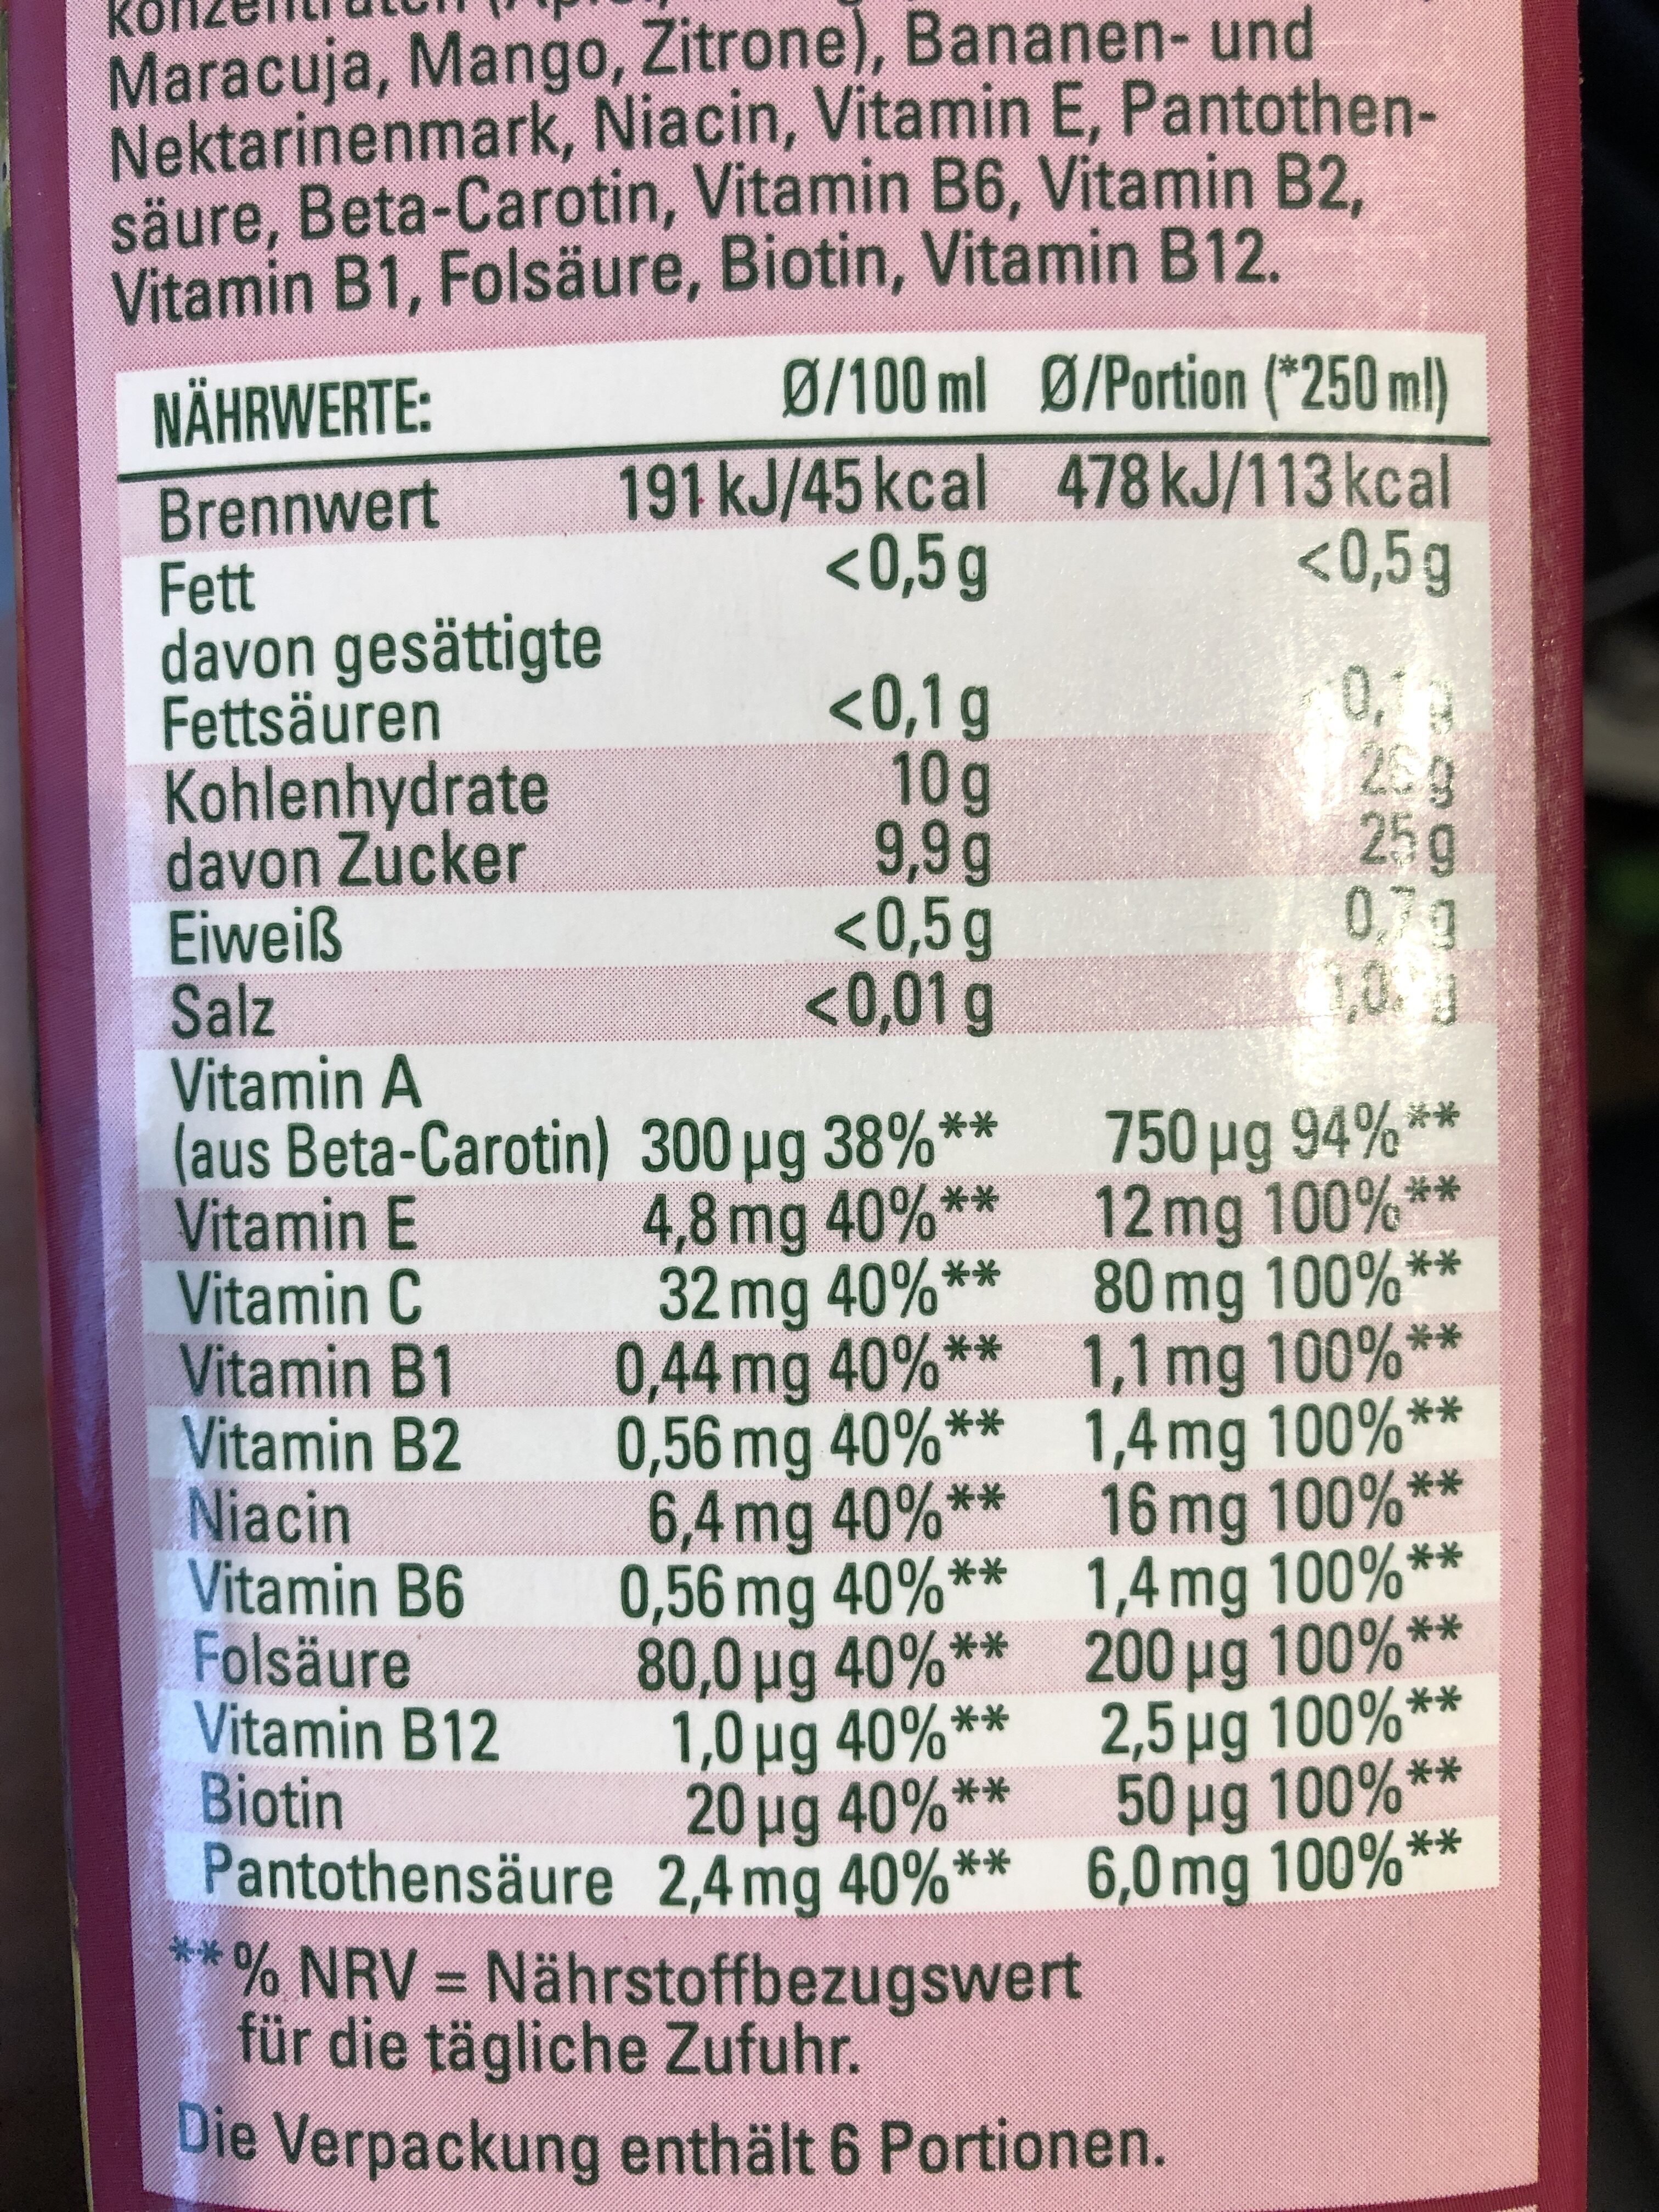 Maracuja, Mango, Zitrone), Bananen- und
Nektarinenmark, Niacin, Vitamin E, Pantothen-
säure, Beta-Carotin, Vitamin B6, Vitamin B2,
Vitamin B1, Folsäure, Biotin, Vitamin B12.
NÄHRWERTE: Ø/100 ml Ø/Portion (*250 ml)
Brennwert 191 kJ/45 kcal 478 kJ/113 kcal
Fett <0,5 g <0,5 g
davon gesättigte
Fettsäuren <0,1 g
Kohlenhydrate 10 g
davon Zucker 9,9 g 25 g
Eiweiß <0,5 g 0,7 g
Salz <0,01 g
Vitamin A
(aus Beta-Carotin) 300 µg 38%** 750 µg 94%**
Vitamin E 4,8 mg 40%** 12 mg 100%**
Vitamin C 32 mg 40%** 80 mg 100%**
Vitamin B1 0,44 mg 40%** 1,1 mg 100%**
Vitamin B2 0,56 mg 40%** 1,4 mg 100%**
Niacin 6,4 mg 40%** 16 mg 100%**
Vitamin B6 0,56 mg 40%** 1,4 mg 100%**
Folsäure 80,0 µg 40%** 200 µg 100%**
Vitamin B12 1,0 µg 40%** 2,5 µg 100%**
Biotin 20 µg 40%** 50 µg 100%**
Pantothensäure 2,4 mg 40%** 6,0 mg 100%**
**% NRV = Nährstoffbezugswert
für die tägliche Zufuhr.
Die Verpackung enthält 6 Portionen.